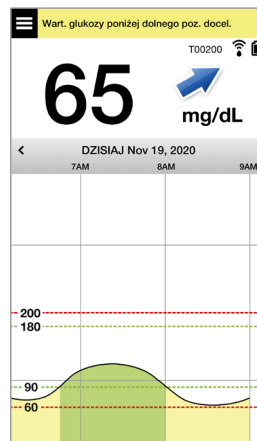 Wart. glukozy poniżej dolnego poz. docel.
T00200
65
mg/dL
< DZISIAJ Nov 19, 2020
7AM 8AM 9AM
200
180
90
60